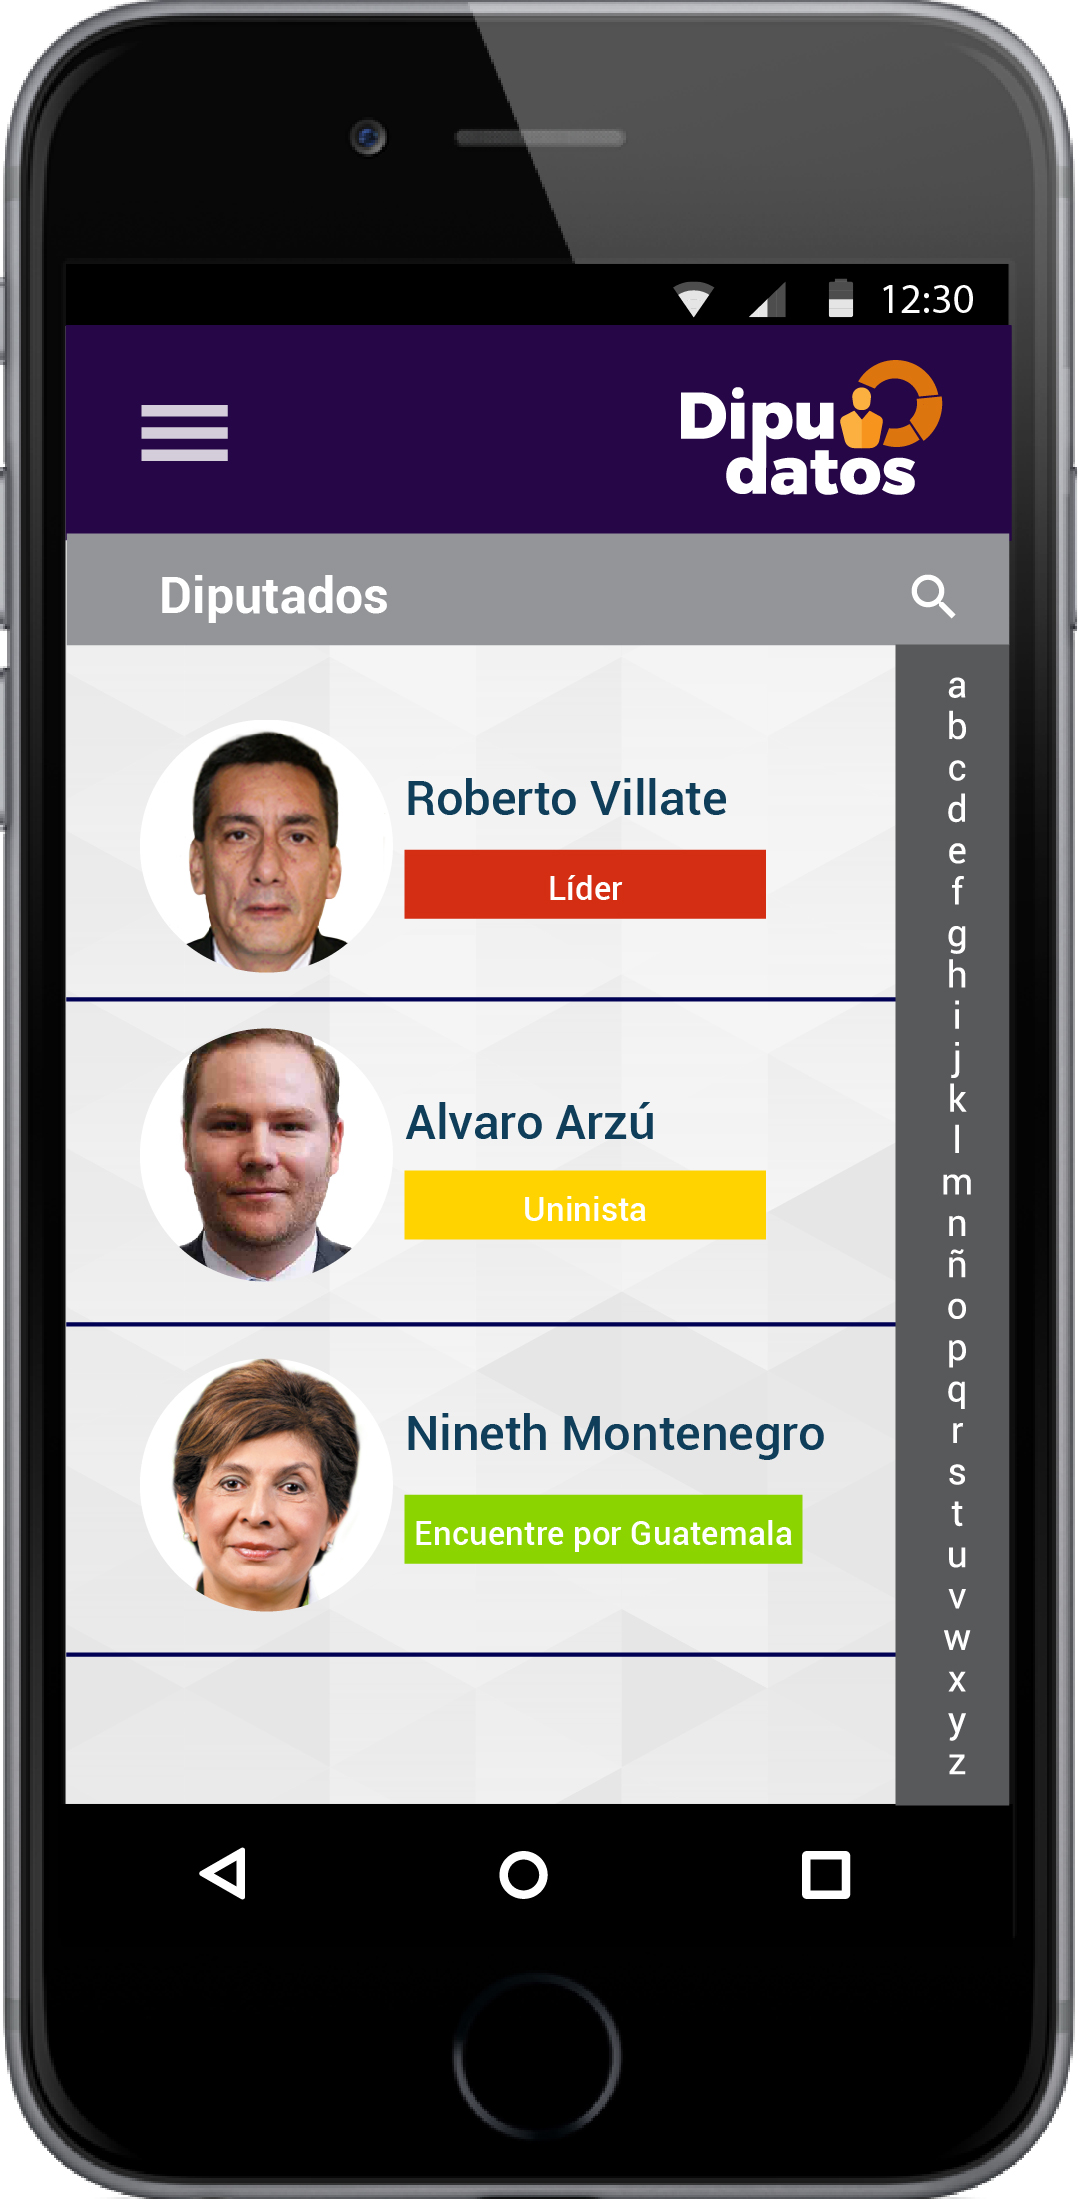 12:30
Dipu
datos
Diputados
Roberto Villate
Líder
Alvaro Arzú
Uninista
Nineth Montenegro
Encuentre por Guatemala
a
b
c
d
e
f
g
h
i
j
k
l
m
n
ñ
o
p
q
r
s
t
u
v
w
x
y
z